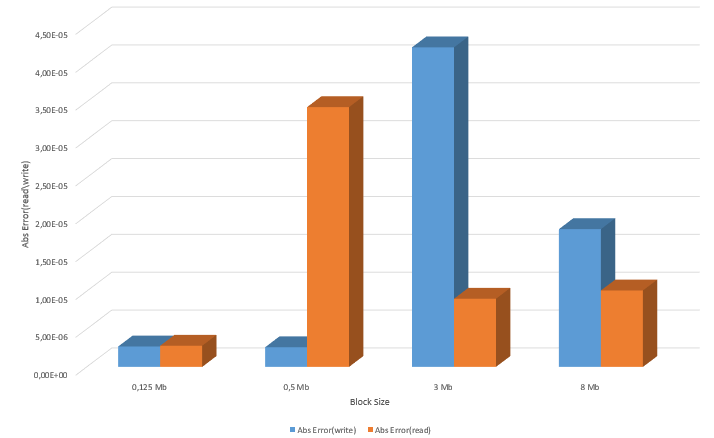 4,50E-05
4,00E-05
3,50E-05
3,00E-05
2,50E-05
2,00E-05
1,50E-05
1,00E-05
5,00E-06
0,00E+00
Abs Error(read\write)
0,125 Mb
0,5 Mb
3 Mb
8 Mb
Block Size
Abs Error(write)
Abs Error(read)